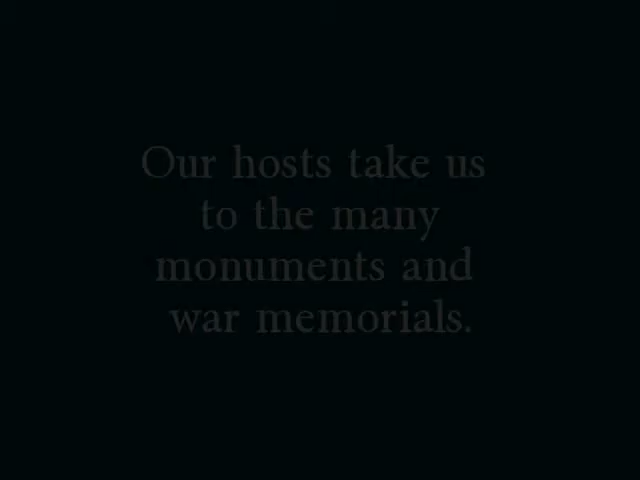 Our hosts take us
to the many
monuments and
war memorials.